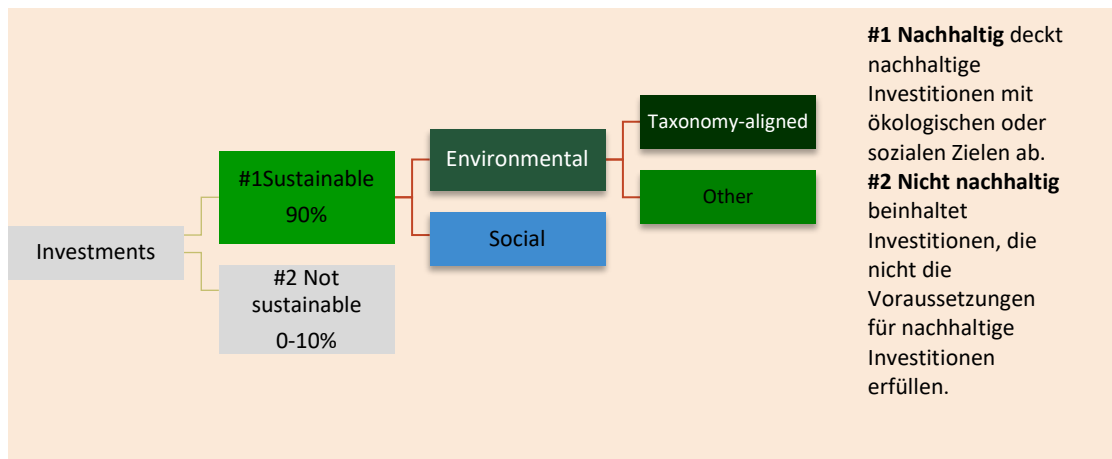 Investments
#1Sustainable
90%
#2 Not
sustainable
0-10%
Environmental
Social
Taxonomy-aligned
Other
#1 Nachhaltig deckt
nachhaltige
Investitionen mit
ökologischen oder
sozialen Zielen ab.
#2 Nicht nachhaltig
beinhaltet
Investitionen, die
nicht die
Voraussetzungen
für nachhaltige
Investitionen
erfüllen.